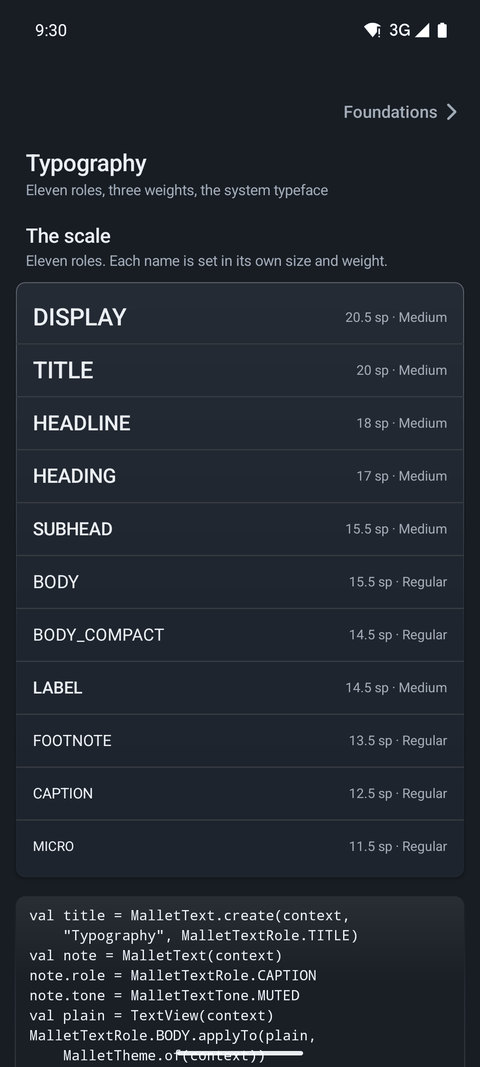 9:30
3G
Foundations
Typography
Eleven roles, three weights, the system typeface
The scale
Eleven roles. Each name is set in its own size and weight.
DISPLAY 20.5 sp · Medium
TITLE 20 sp · Medium
HEADLINE 18 sp · Medium
HEADING 17 sp · Medium
SUBHEAD 15.5 sp · Medium
BODY 15.5 sp · Regular
BODY_COMPACT 14.5 sp · Regular
LABEL 14.5 sp · Medium
FOOTNOTE 13.5 sp · Regular
CAPTION 12.5 sp · Regular
MICRO 11.5 sp · Regular
val title = MalletText.create(context,
    "Typography", MalletTextRole.TITLE)
val note = MalletText(context)
note.role = MalletTextRole.CAPTION
note.tone = MalletTextTone.MUTED
val plain = TextView(context)
MalletTextRole.BODY.applyTo(plain,
    MalletTheme.of(context))